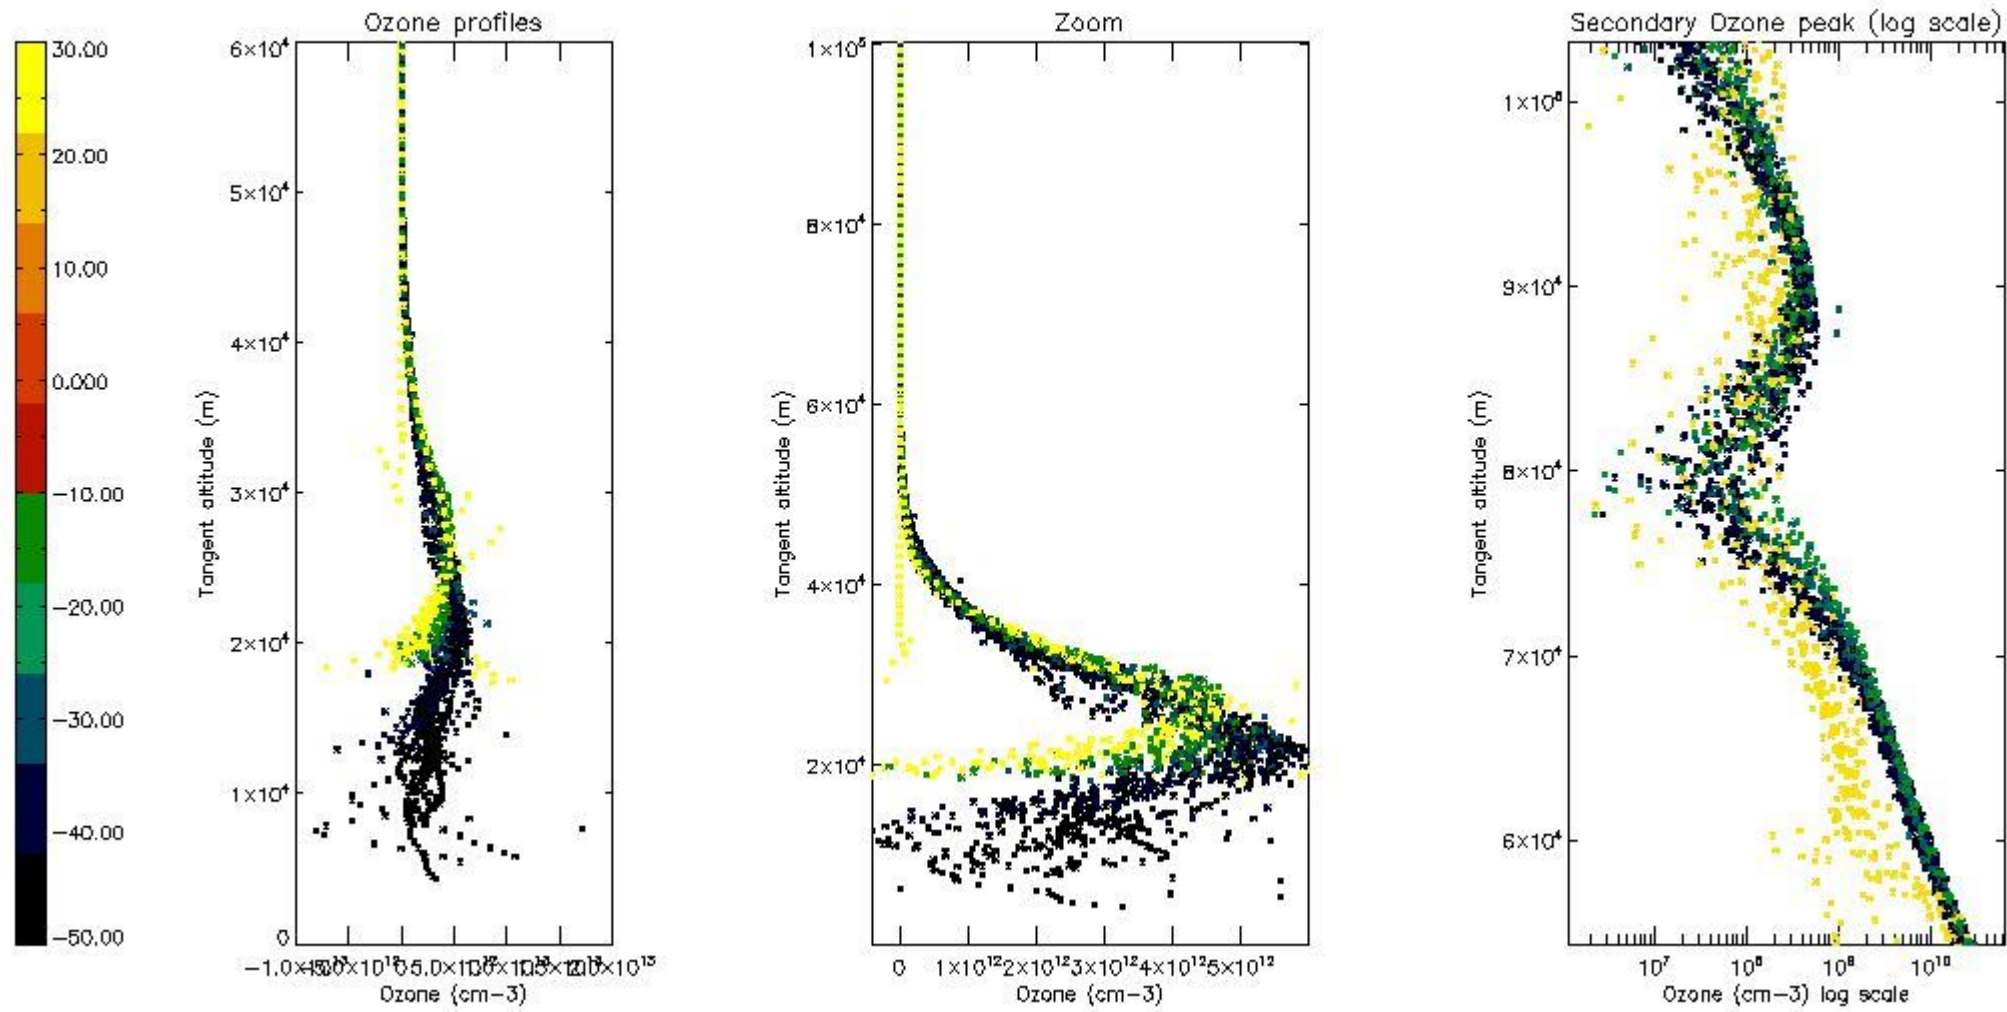 Ozone profiles
Zoom
Secondary Ozone peak (log scale)
30.00
20.00
10.00
0.000
−10.00
−20.00
−30.00
−40.00
−50.00
6×10⁴
5×10⁴
4×10⁴
3×10⁴
2×10⁴
1×10⁴
0
Tangent altitude (m)
Ozone (cm−3)
1×10⁵
8×10⁴
6×10⁴
4×10⁴
2×10⁴
Tangent altitude (m)
0 1×10¹² 2×10¹² 3×10¹² 4×10¹² 5×10¹²
Ozone (cm−3)
1×10⁵
9×10⁴
8×10⁴
7×10⁴
6×10⁴
Tangent altitude (m)
10⁷ 10⁸ 10⁹ 10¹⁰
Ozone (cm−3) log scale